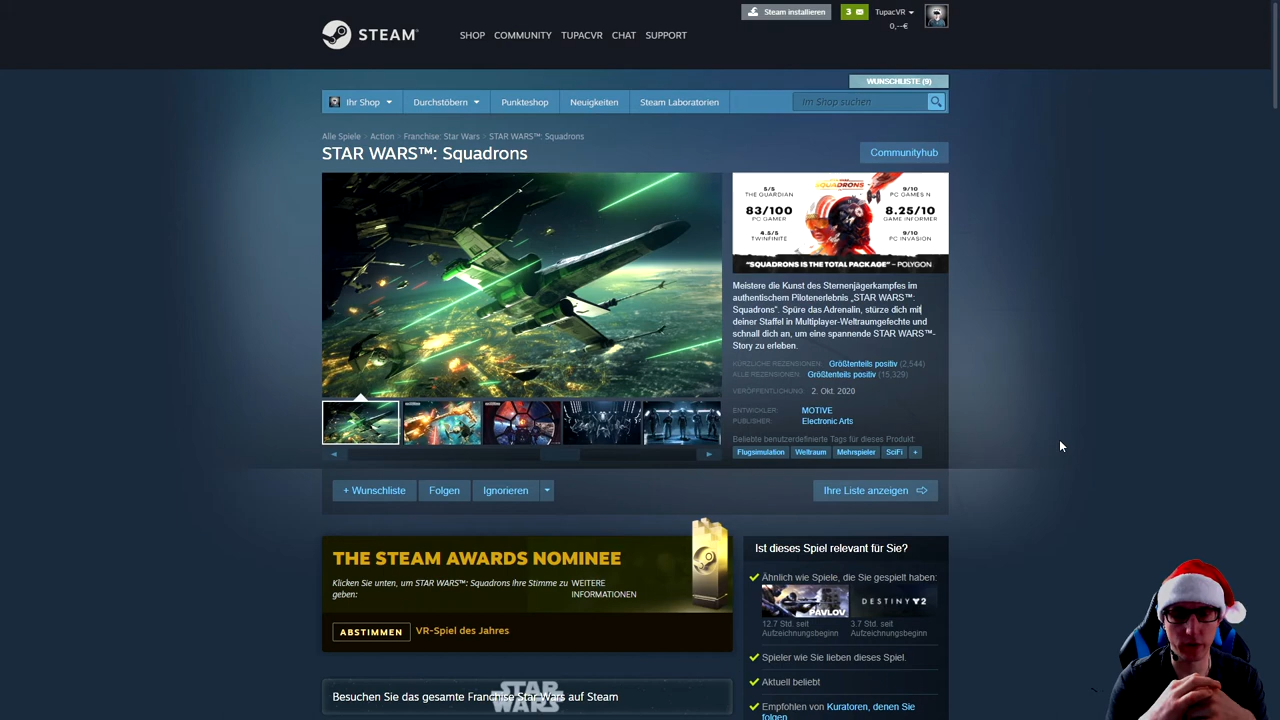 Steam installieren
3
TupacVR
0,--€
STEAM
SHOP COMMUNITY TUPACVR CHAT SUPPORT
WUNSCHLISTE (9)
Ihr Shop Durchstöbern Punkteshop Neuigkeiten Steam Laboratorien Im Shop suchen
Alle Spiele > Action > Franchise: Star Wars > STAR WARS™: Squadrons
STAR WARS™: Squadrons
Communityhub
SQUADRONS
5/5
THE GUARDIAN
83/100
PC GAMER
4.5/5
TWINFINITE
9/10
PC GAMES:N
8.25/10
GAME INFORMER
9/10
PC INVASION
"SQUADRONS IS THE TOTAL PACKAGE" – POLYGON
Meistere die Kunst des Sternenjägerkampfes im
authentischem Pilotenerlebnis „STAR WARS™:
Squadrons“. Spüre das Adrenalin, stürze dich mit
deiner Staffel in Multiplayer-Weltraumgefechte und
schnall dich an, um eine spannende STAR WARS™-
Story zu erleben.
KÜRZLICHE REZENSIONEN: Größtenteils positiv (2,544)
ALLE REZENSIONEN: Größtenteils positiv (15,329)
VERÖFFENTLICHUNG: 2. Okt. 2020
ENTWICKLER: MOTIVE
PUBLISHER: Electronic Arts
Beliebte benutzerdefinierte Tags für dieses Produkt:
Flugsimulation Weltraum Mehrspieler SciFi +
+ Wunschliste Folgen Ignorieren Ihre Liste anzeigen
THE STEAM AWARDS NOMINEE
Klicken Sie unten, um STAR WARS™: Squadrons Ihre Stimme zu geben:
WEITERE INFORMATIONEN
ABSTIMMEN VR-Spiel des Jahres
STAR WARS
Besuchen Sie das gesamte Franchise Star Wars auf Steam
Ist dieses Spiel relevant für Sie?
Ähnlich wie Spiele, die Sie gespielt haben:
PAVLOV DESTINY 2
12.7 Std. seit Aufzeichnungsbeginn
3.7 Std. seit Aufzeichnungsbeginn
Spieler wie Sie lieben dieses Spiel.
Aktuell beliebt
Empfohlen von Kuratoren, denen Sie
folgen